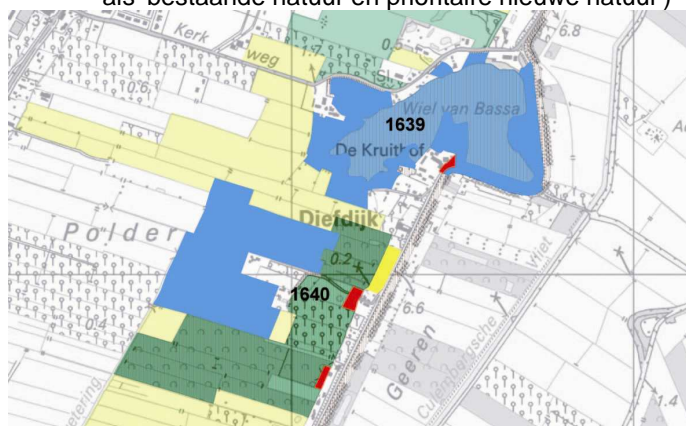 als 'bestaande natuur en prioritaire nieuwe natuur')
3
Kerk
weg
1.7
0.5
Sl.
6.8
0.6
Wiel van Bassa
1639
De Kruithof
Diefdijk
Polder
0.2
1640
6.6
Geeren
Culenborgsche Vliet
0.4
Wetering
1.4